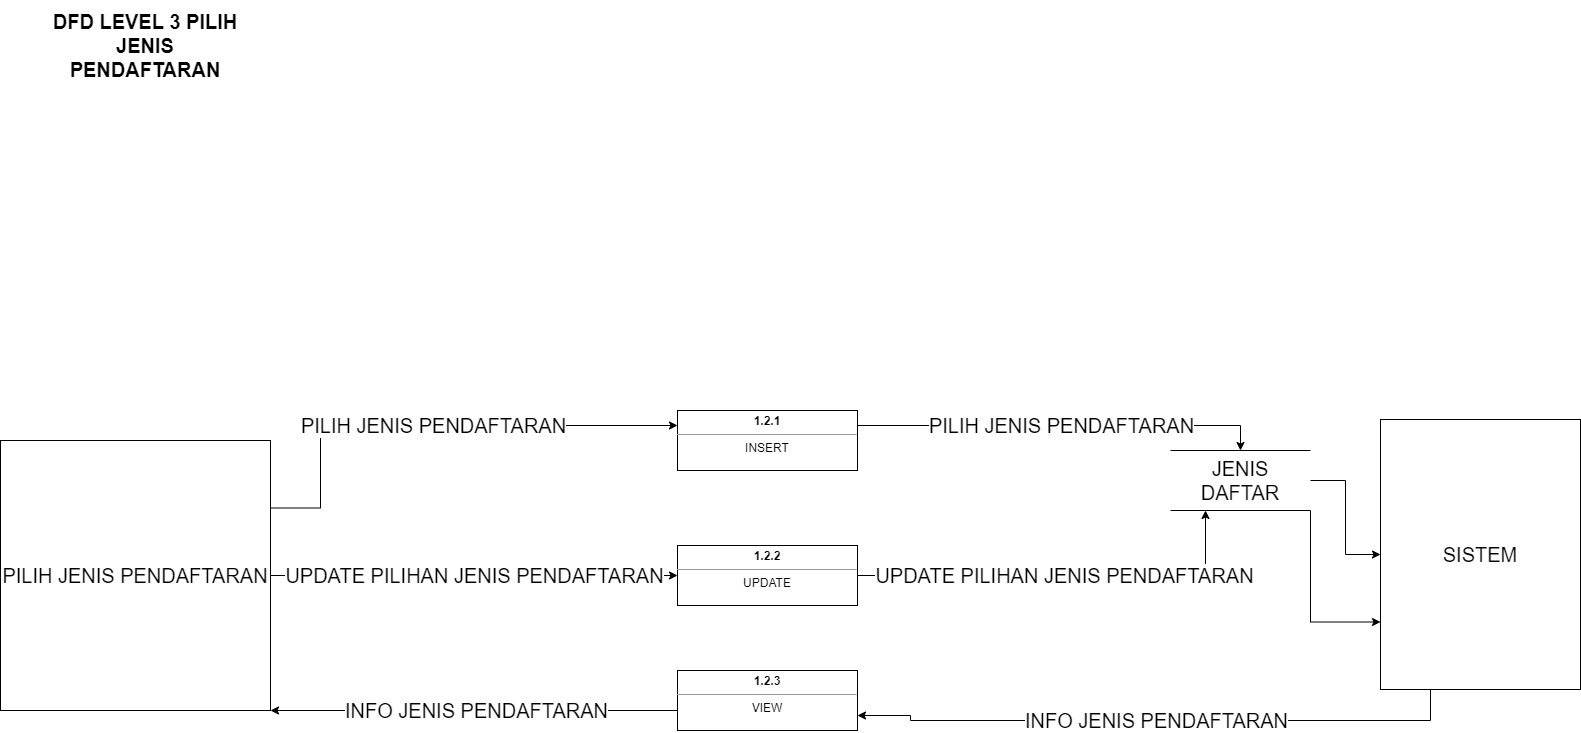 DFD LEVEL 3 PILIH
JENIS
PENDAFTARAN
PILIH JENIS PENDAFTARAN
1.2.1
INSERT
PILIH JENIS PENDAFTARAN
JENIS
DAFTAR
SISTEM
PILIH JENIS PENDAFTARAN
UPDATE PILIHAN JENIS PENDAFTARAN
1.2.2
UPDATE
UPDATE PILIHAN JENIS PENDAFTARAN
INFO JENIS PENDAFTARAN
1.2.3
VIEW
INFO JENIS PENDAFTARAN